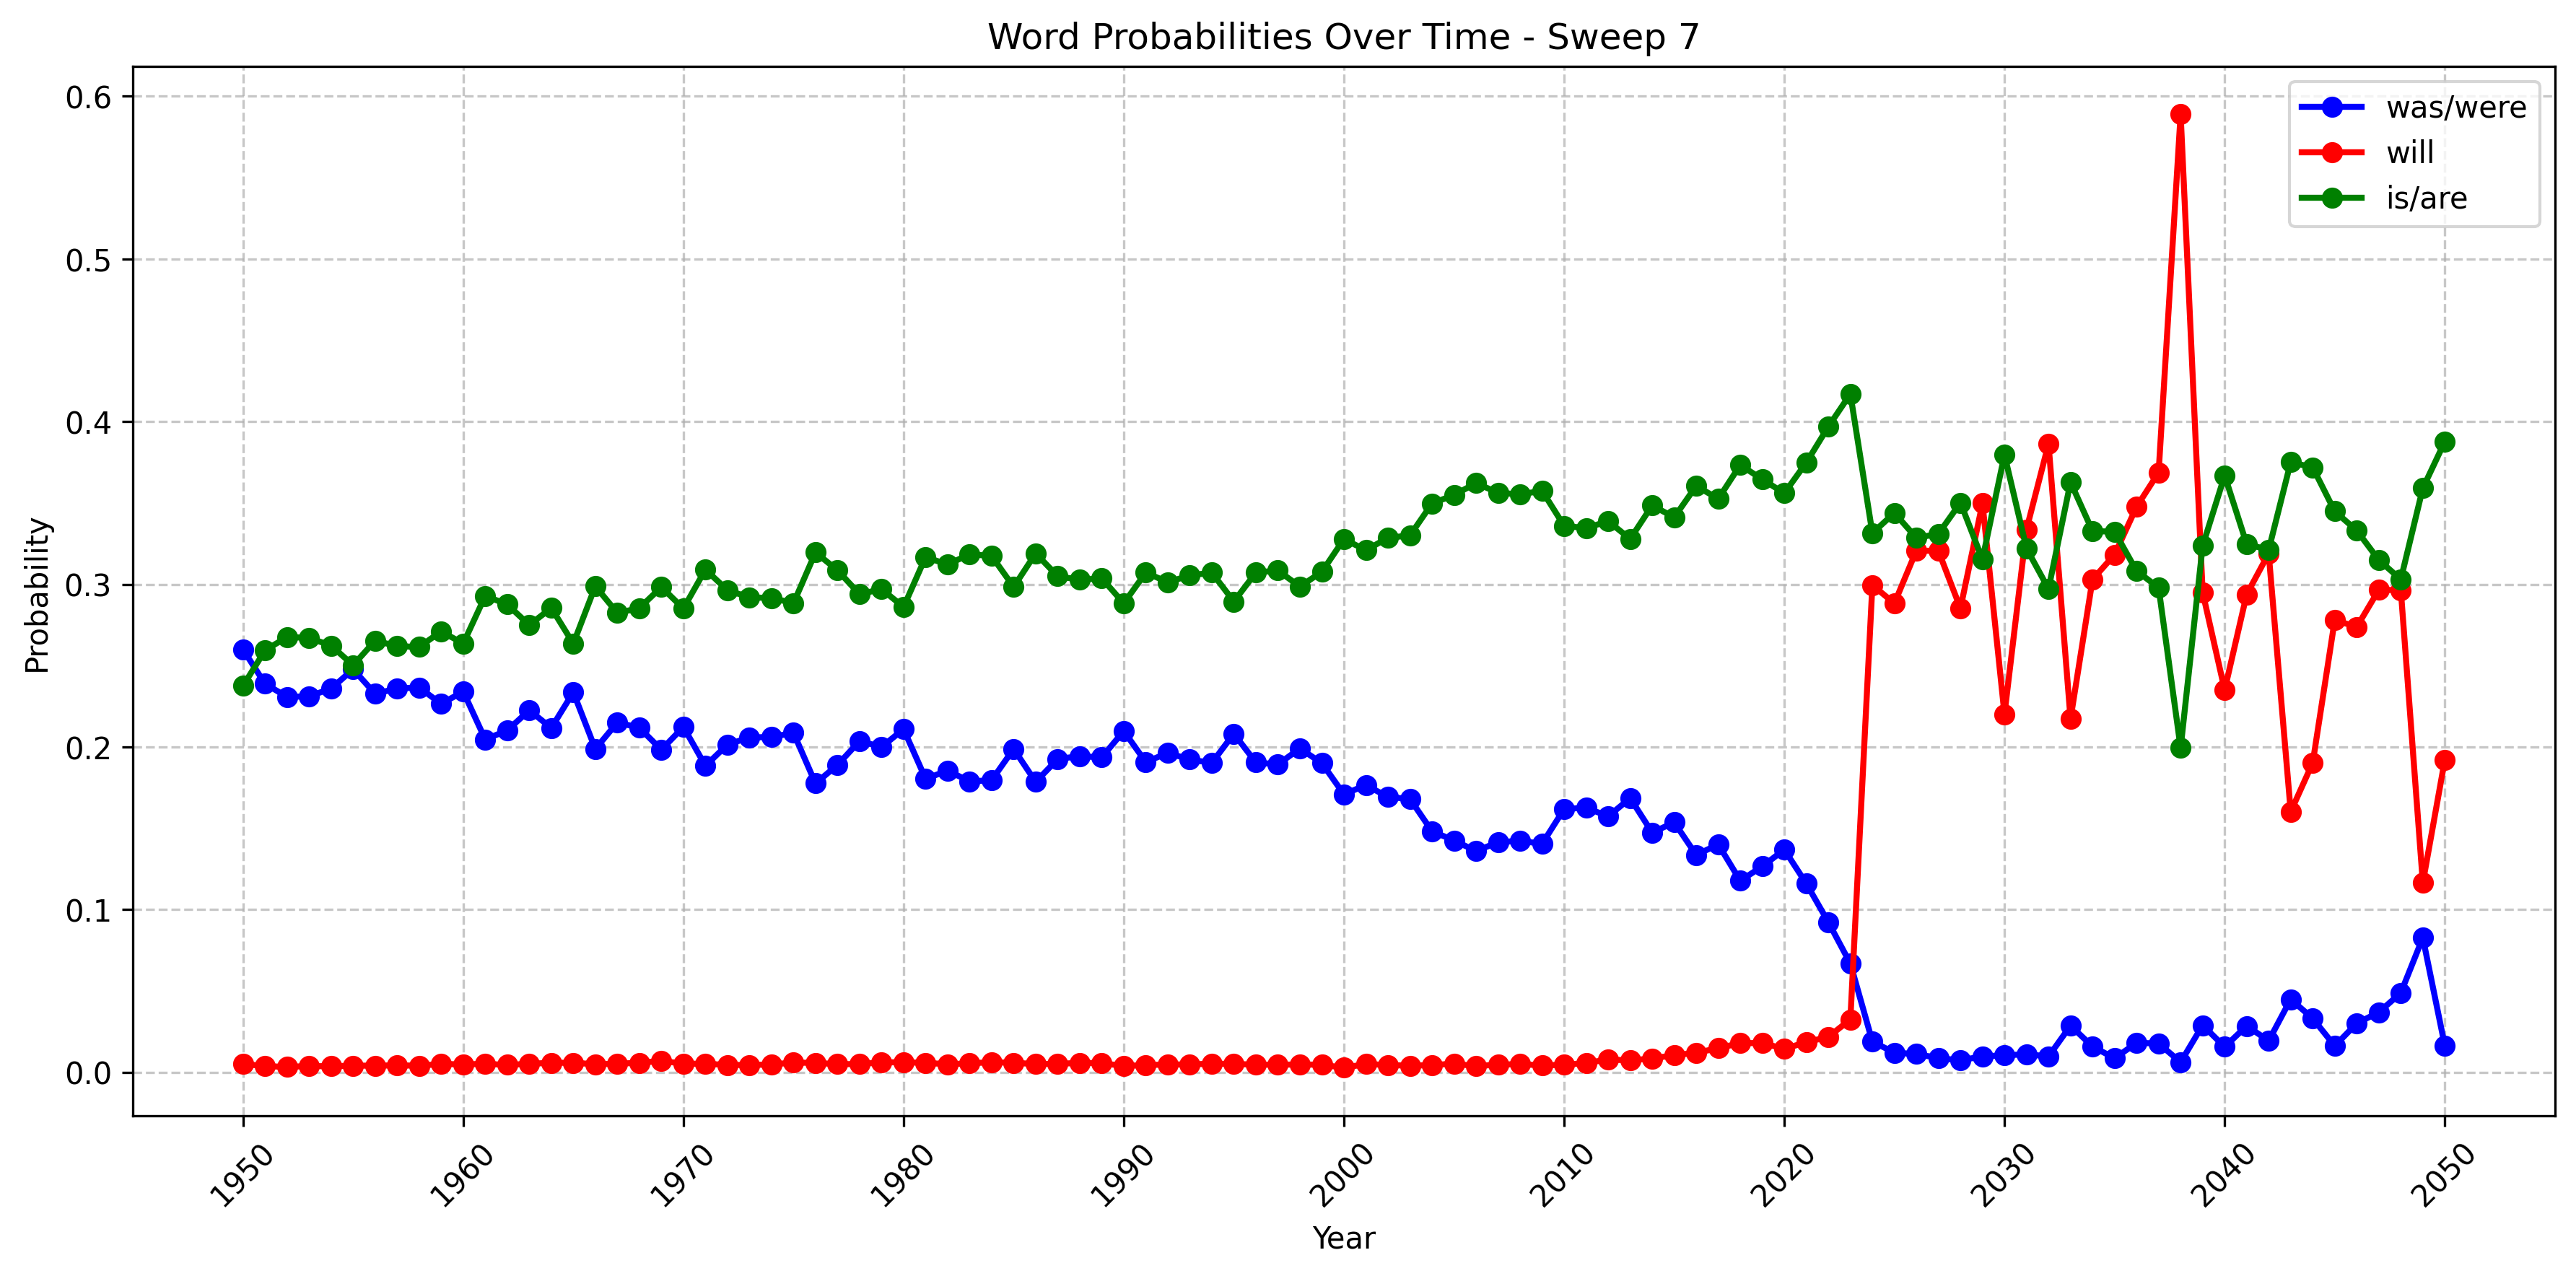 Word Probabilities Over Time - Sweep 7
was/were
will
is/are
Probability
0.6
0.5
0.4
0.3
0.2
0.1
0.0
1950 1960 1970 1980 1990 2000 2010 2020 2030 2040 2050
Year